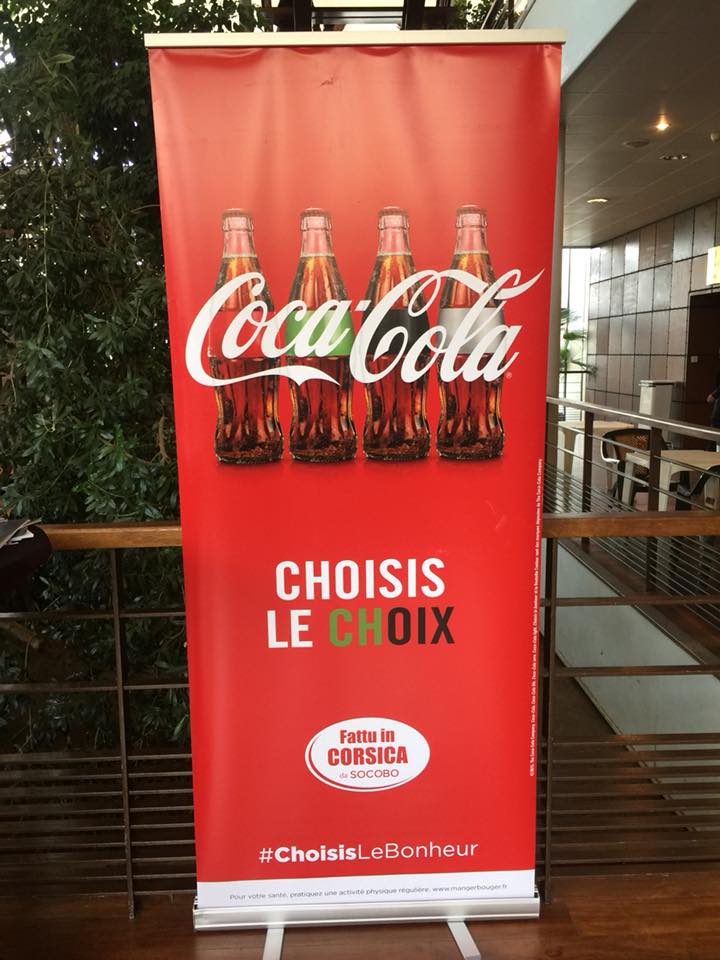 Coca-Cola
CHOISIS
LE CHOIX
Fattu in
CORSICA
da SOCOBO
#ChoisisLeBonheur
Pour votre santé, pratiquez une activité physique régulière. www.mangerbouger.fr